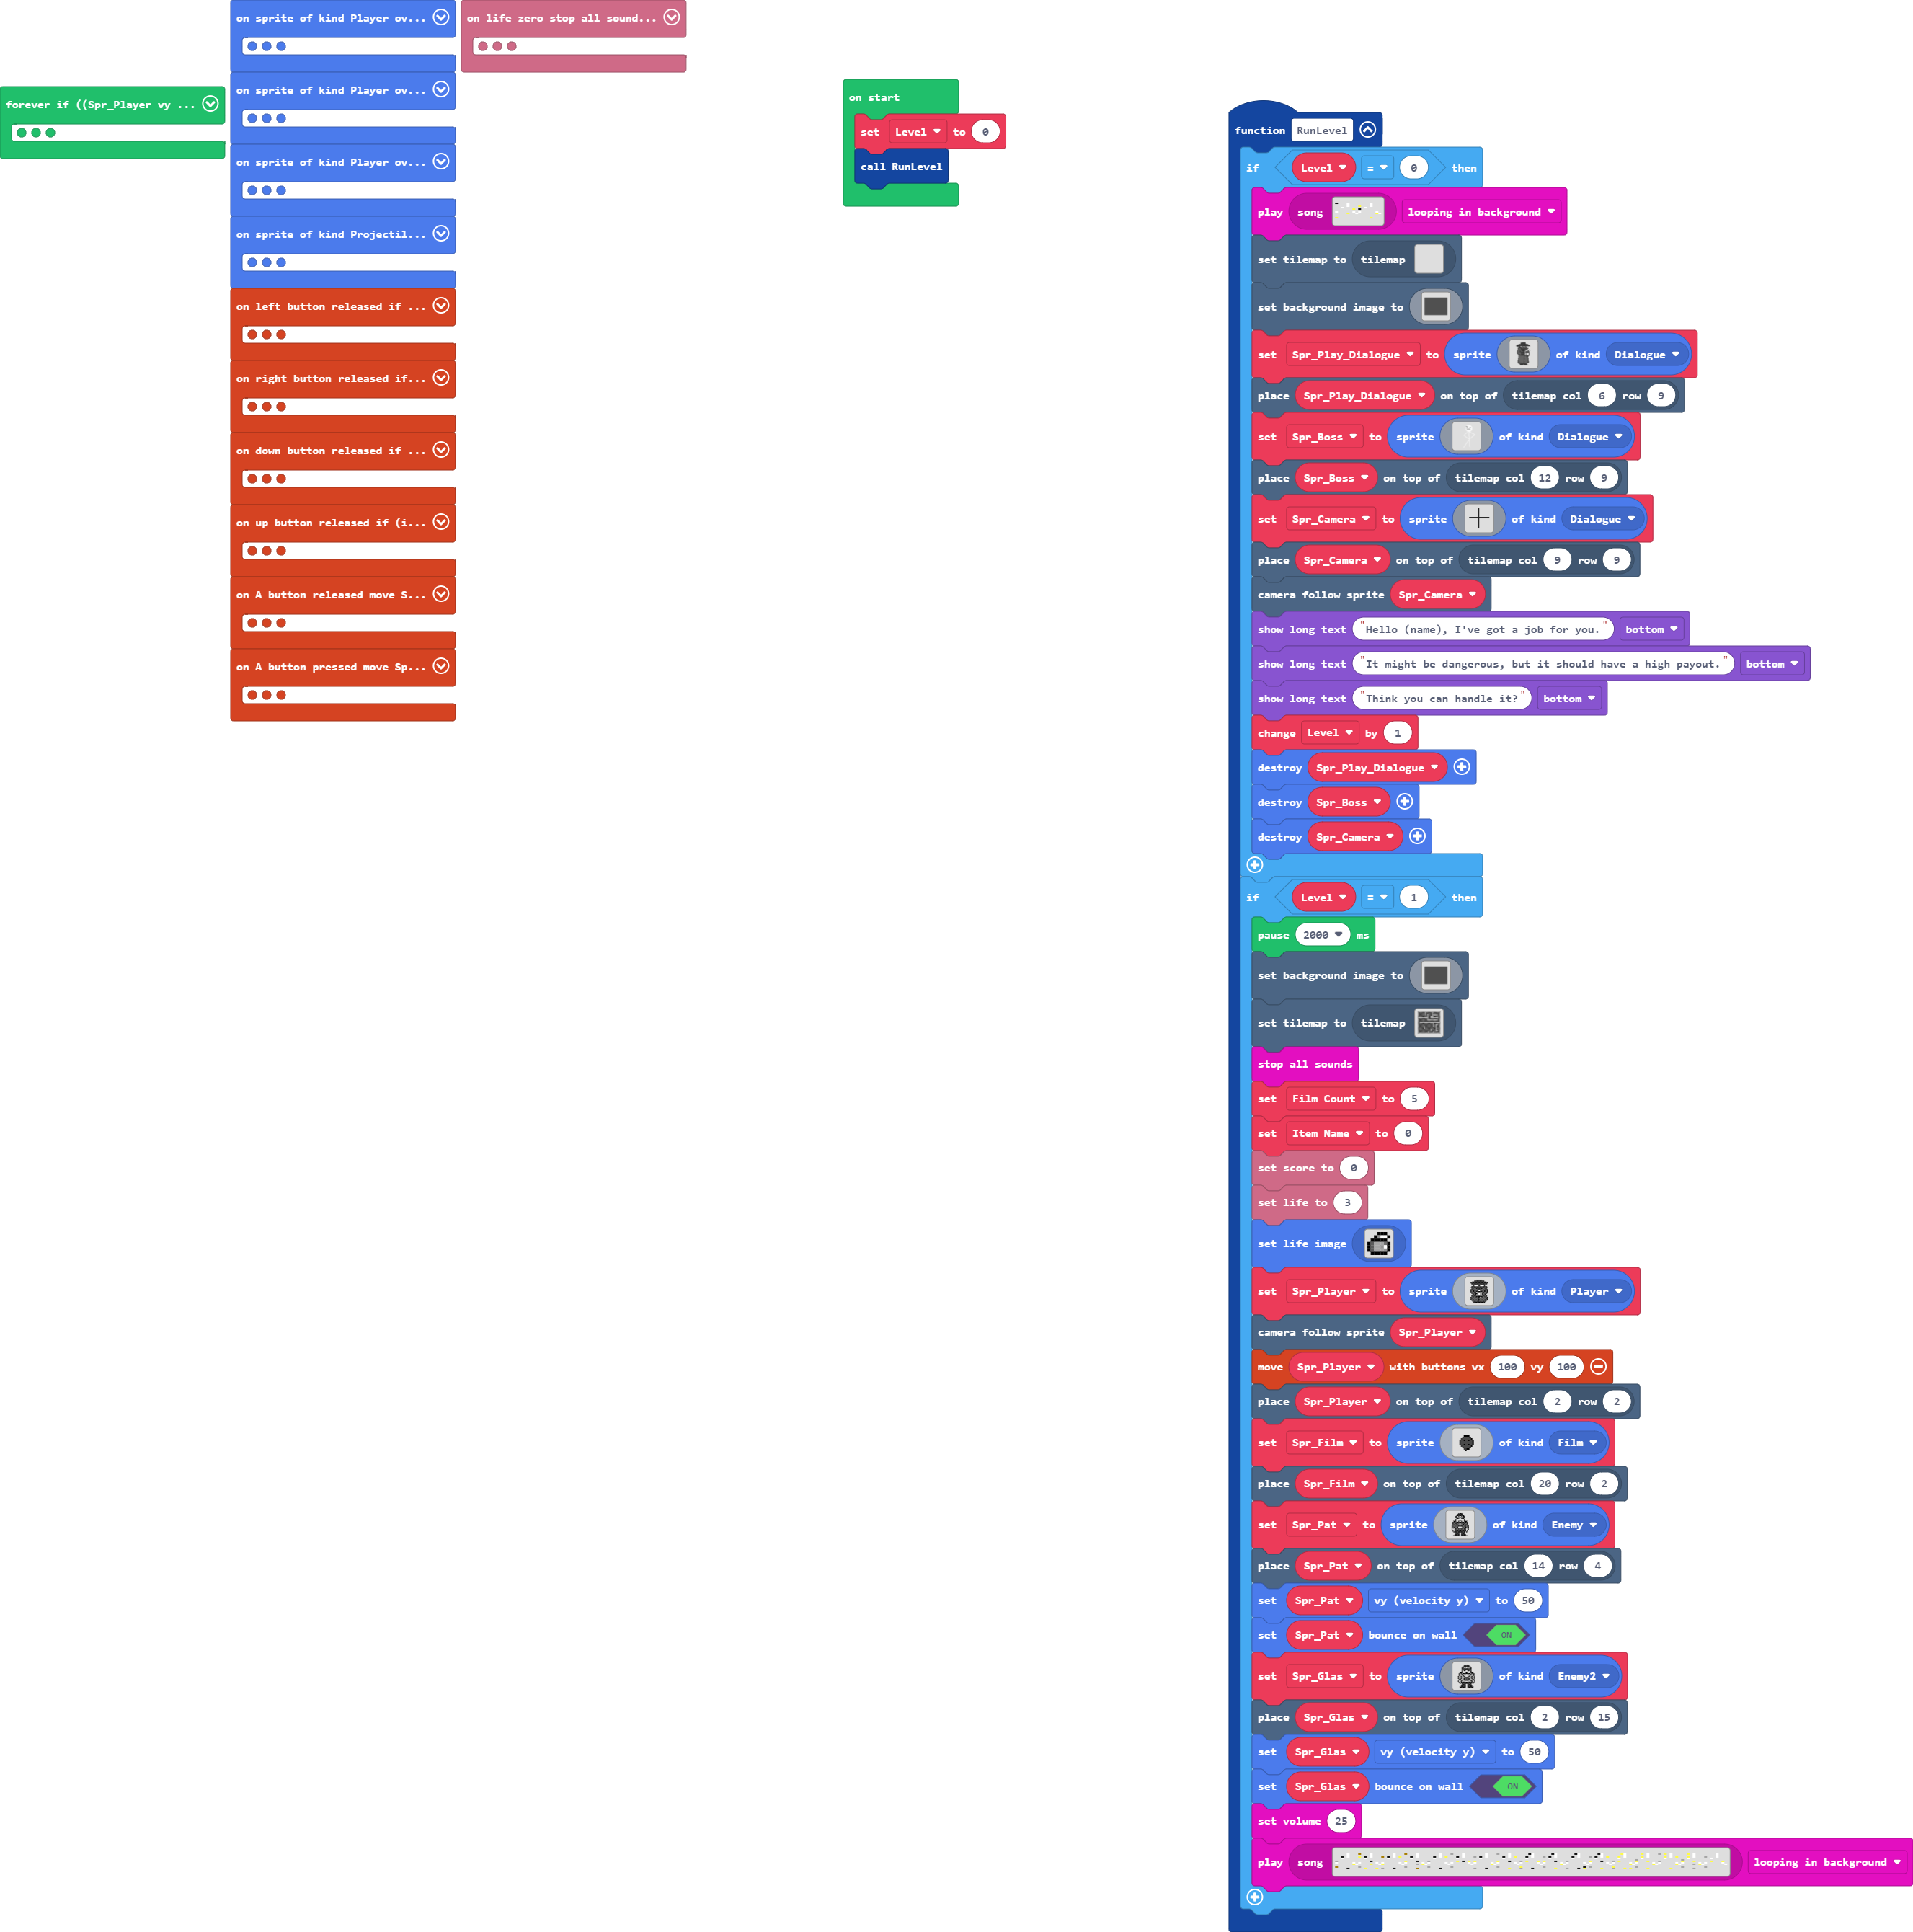 forever if ((Spr_Player vy ...
on sprite of kind Player ov...
on sprite of kind Player ov...
on sprite of kind Player ov...
on sprite of kind Projectil...
on left button released if ...
on right button released if...
on down button released if ...
on up button released if (i...
on A button released move S...
on A button pressed move Sp...
on life zero stop all sound...
on start
set Level to 0
call RunLevel
function RunLevel
if Level = 0 then
play song looping in background
set tilemap to tilemap
set background image to
set Spr_Play_Dialogue to sprite of kind Dialogue
place Spr_Play_Dialogue on top of tilemap col 6 row 9
set Spr_Boss to sprite of kind Dialogue
place Spr_Boss on top of tilemap col 12 row 9
set Spr_Camera to sprite of kind Dialogue
place Spr_Camera on top of tilemap col 9 row 9
camera follow sprite Spr_Camera
show long text "Hello (name), I've got a job for you." bottom
show long text "It might be dangerous, but it should have a high payout." bottom
show long text "Think you can handle it?" bottom
change Level by 1
destroy Spr_Play_Dialogue
destroy Spr_Boss
destroy Spr_Camera
if Level = 1 then
pause 2000 ms
set background image to
set tilemap to tilemap
stop all sounds
set Film Count to 5
set Item Name to 0
set score to 0
set life to 3
set life image
set Spr_Player to sprite of kind Player
camera follow sprite Spr_Player
move Spr_Player with buttons vx 100 vy 100
place Spr_Player on top of tilemap col 2 row 2
set Spr_Film to sprite of kind Film
place Spr_Film on top of tilemap col 20 row 2
set Spr_Pat to sprite of kind Enemy
place Spr_Pat on top of tilemap col 14 row 4
set Spr_Pat vy (velocity y) to 50
set Spr_Pat bounce on wall ON
set Spr_Glas to sprite of kind Enemy2
place Spr_Glas on top of tilemap col 2 row 15
set Spr_Glas vy (velocity y) to 50
set Spr_Glas bounce on wall ON
set volume 25
play song looping in background